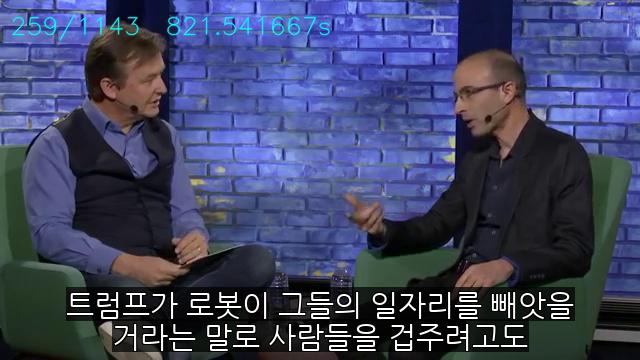 259/1143 821.541667s
트럼프가 로봇이 그들의 일자리를 빼앗을
거라는 말로 사람들을 겁주려고도